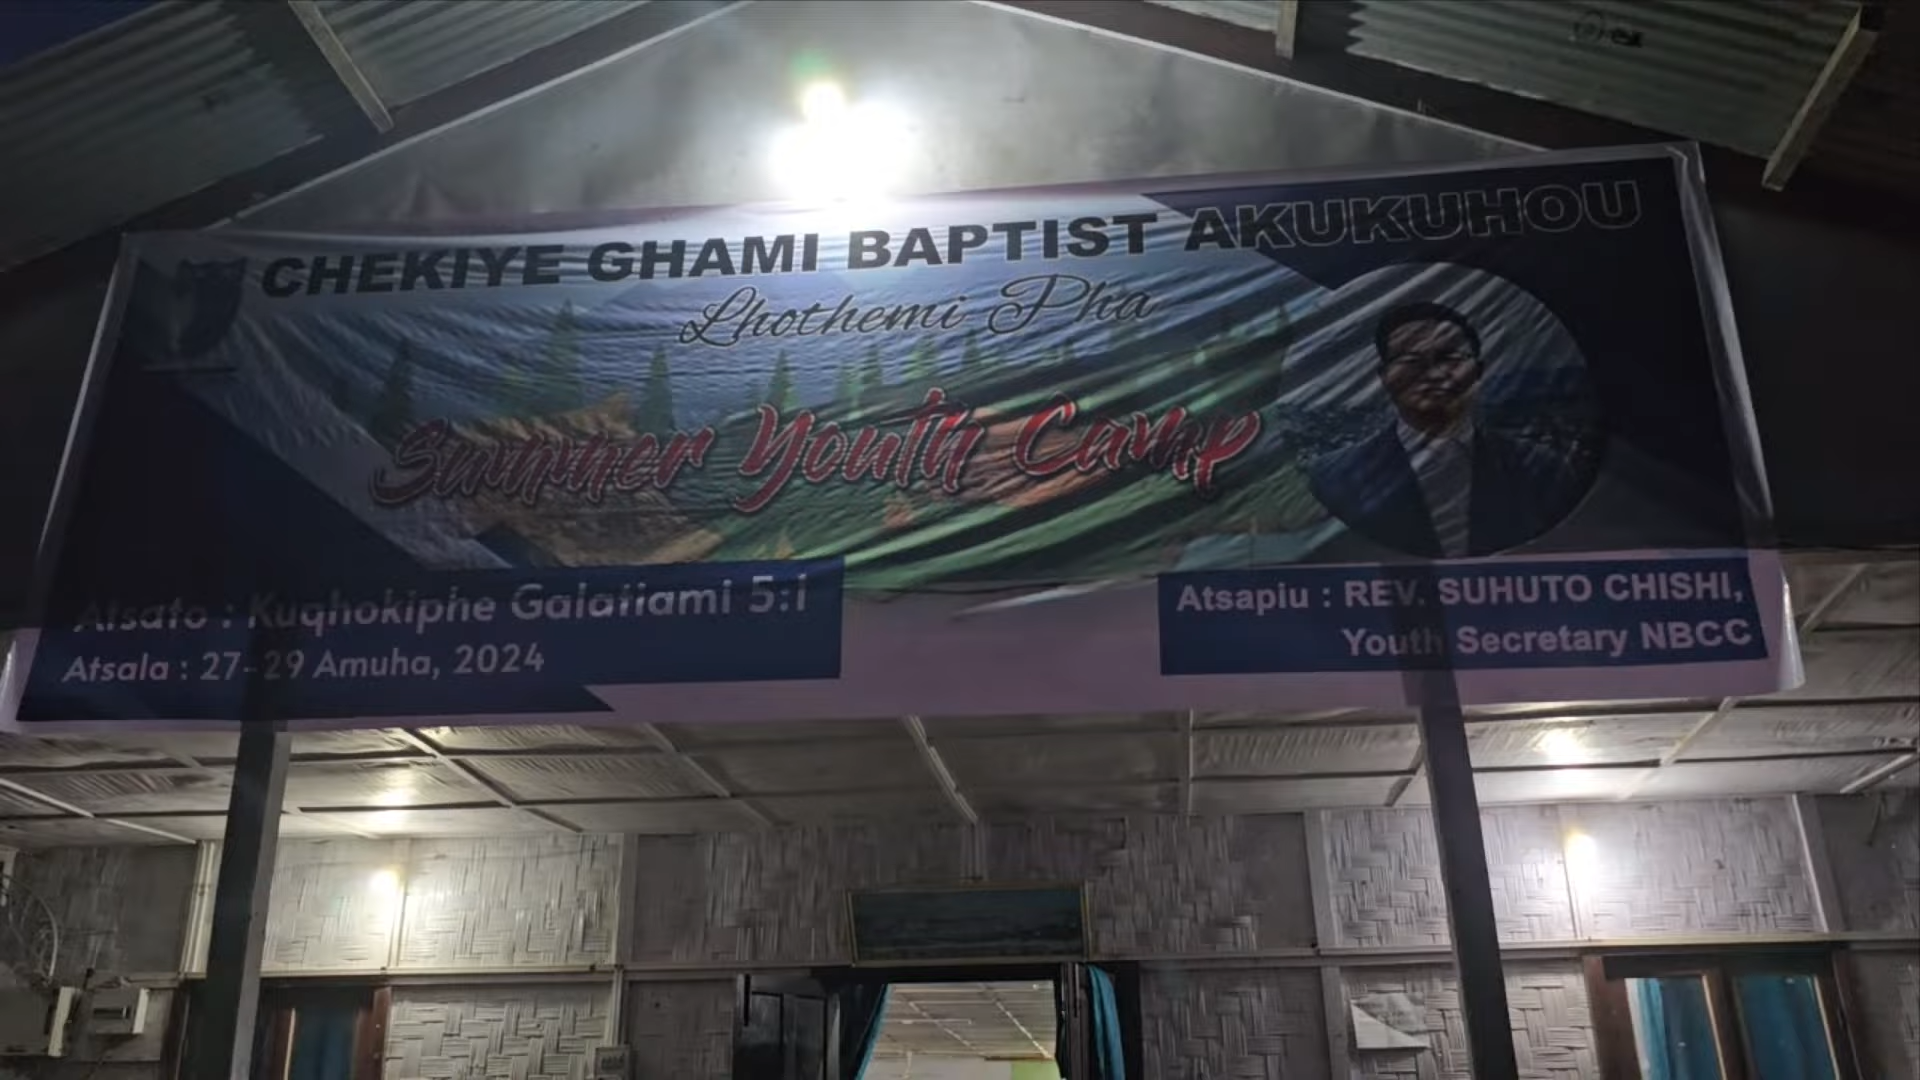 CHEKIYE GHAMI BAPTIST AKUKUHOU
Lhothemi Pha
Summer Youth Camp
Atsato : Kuqhokiphe Galatiami 5:1
Atsala : 27-29 Amuha, 2024
Atsapiu : REV. SUHUTO CHISHI,
Youth Secretary NBCC